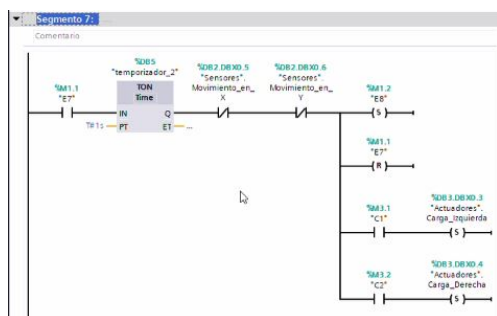 Segmento 7:
Comentario
%DB5
"temporizador_2"
%DB2.DBX0.5
"Sensores".
Movimiento_en_
X
%DB2.DBX0.6
"Sensores".
Movimiento_en_
Y
%M1.1
"E7"
TON
Time
IN
Q
T#1s
PT
ET
...
%M1.2
"E8"
S
%M1.1
"E7"
R
%M3.1
"C1"
%DB3.DBX0.3
"Actuadores".
Carga_Izquierda
S
%M3.2
"C2"
%DB3.DBX0.4
"Actuadores".
Carga_Derecha
S